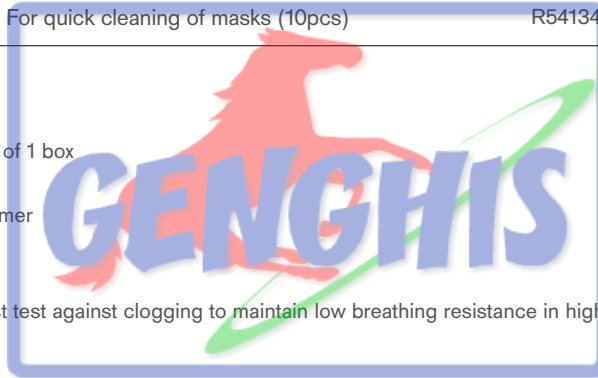 For quick cleaning of masks (10pcs) R54134
of 1 box
mer
GENGHIS
st test against clogging to maintain low breathing resistance in high